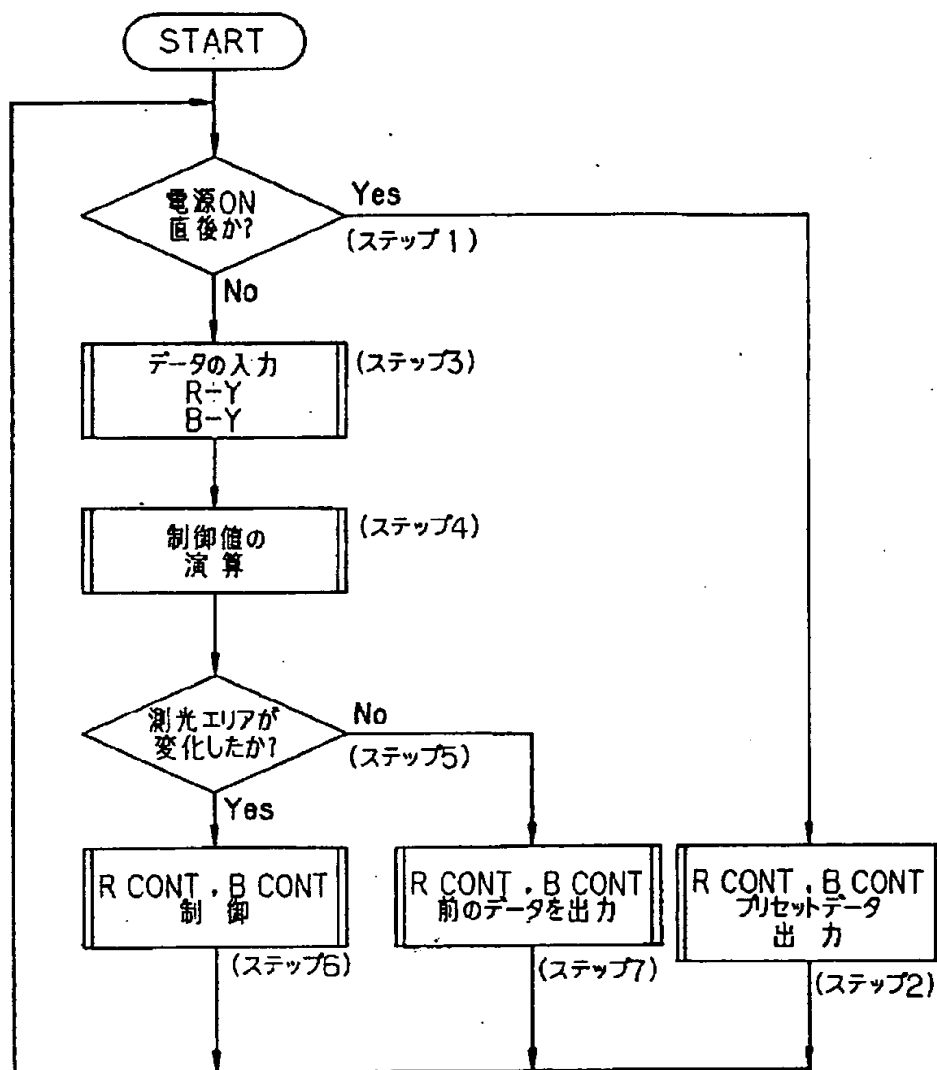 START
電源ON
直後か?
Yes
(ステップ1)
No
データの入力
R-Y
B-Y
(ステップ3)
制御値の
演算
(ステップ4)
測光エリアが
変化したか?
No
(ステップ5)
Yes
R CONT, B CONT
制御
(ステップ6)
R CONT, B CONT
前のデータを出力
(ステップ7)
R CONT, B CONT
プリセットデータ
出力
(ステップ2)